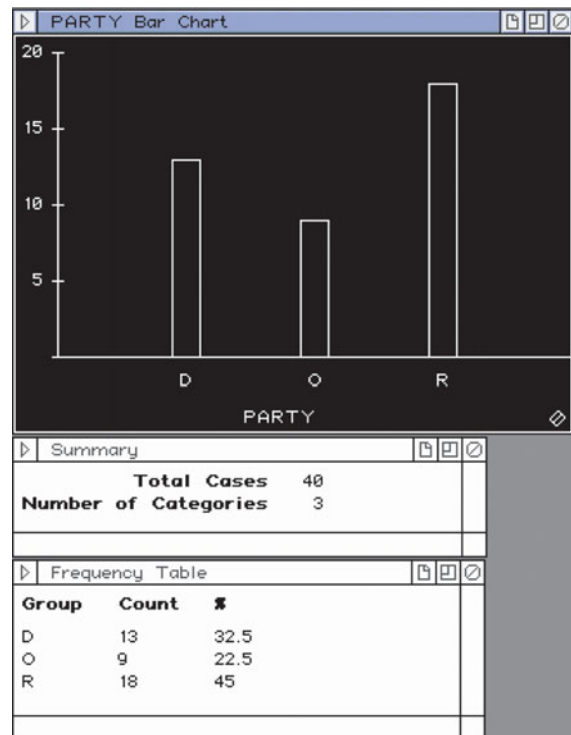 PARTY Bar Chart
20
15
10
5
D O R
PARTY
Summary
Total Cases 40
Number of Categories 3
Frequency Table
Group Count %
D 13 32.5
O 9 22.5
R 18 45